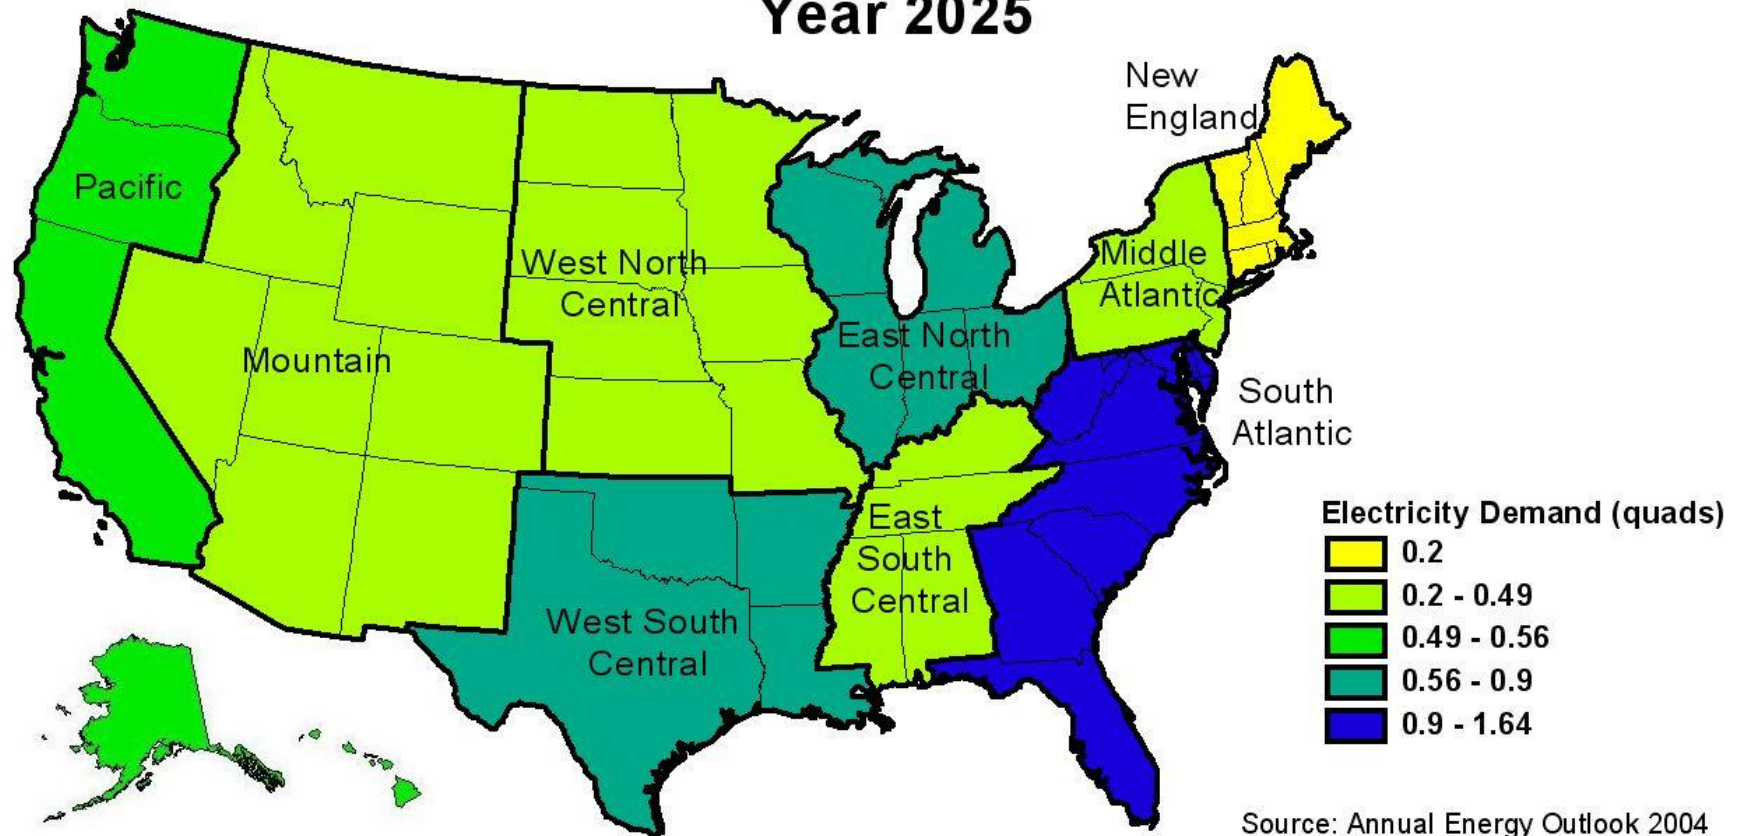 Year 2025
New
England
Pacific
West North
Central
Middle
Atlantic
East North
Central
Mountain
South
Atlantic
East
South
Central
West South
Central
Electricity Demand (quads)
0.2
0.2 - 0.49
0.49 - 0.56
0.56 - 0.9
0.9 - 1.64
Source: Annual Energy Outlook 2004